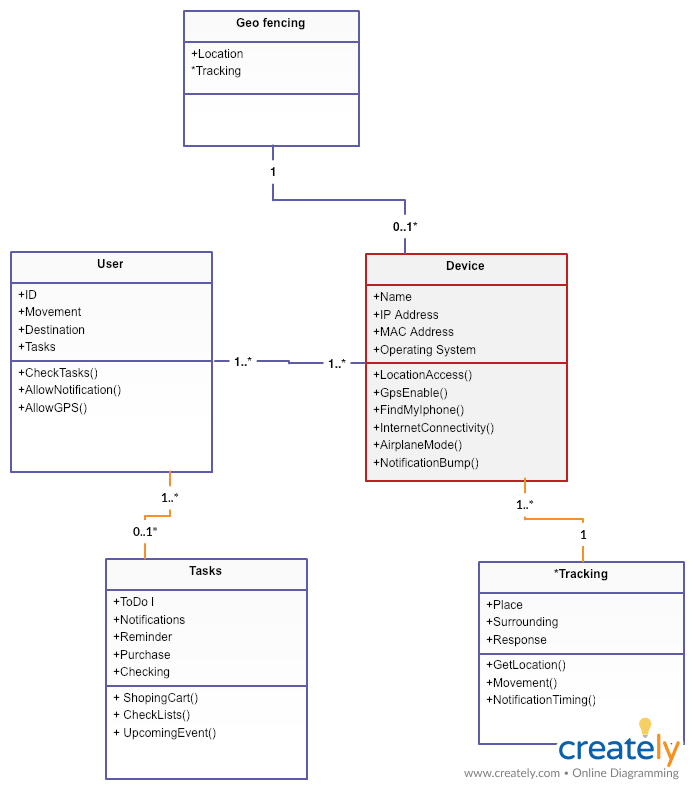 Geo fencing
+Location
*Tracking
1
0..1*
User
+ID
+Movement
+Destination
+Tasks
+CheckTasks()
+AllowNotification()
+AllowGPS()
1..*
1..*
Device
+Name
+IP Address
+MAC Address
+Operating System
+LocationAccess()
+GpsEnable()
+FindMyIphone()
+InternetConnectivity()
+AirplaneMode()
+NotificationBump()
1..*
0..1*
1..*
1
Tasks
+ToDo l
+Notifications
+Reminder
+Purchase
+Checking
+ ShopingCart()
+ CheckLists()
+ UpcomingEvent()
*Tracking
+Place
+Surrounding
+Response
+GetLocation()
+Movement()
+NotificationTiming()
creately
www.creately.com • Online Diagramming